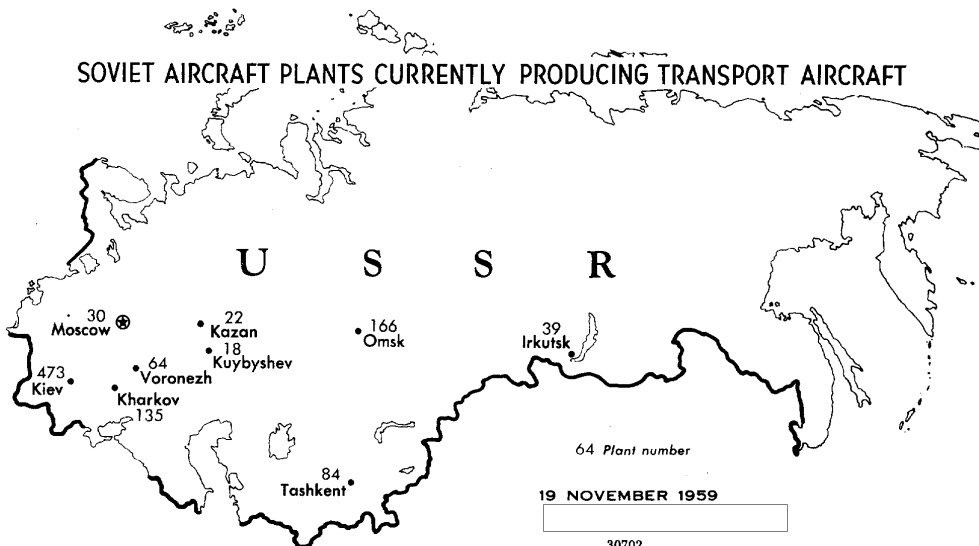 SOVIET AIRCRAFT PLANTS CURRENTLY PRODUCING TRANSPORT AIRCRAFT
U S S R
30
Moscow
22
Kazan
18
Kuybyshev
166
Omsk
39
Irkutsk
473
Kiev
64
Voronezh
Kharkov
135
84
Tashkent
64 Plant number
19 NOVEMBER 1959
30702